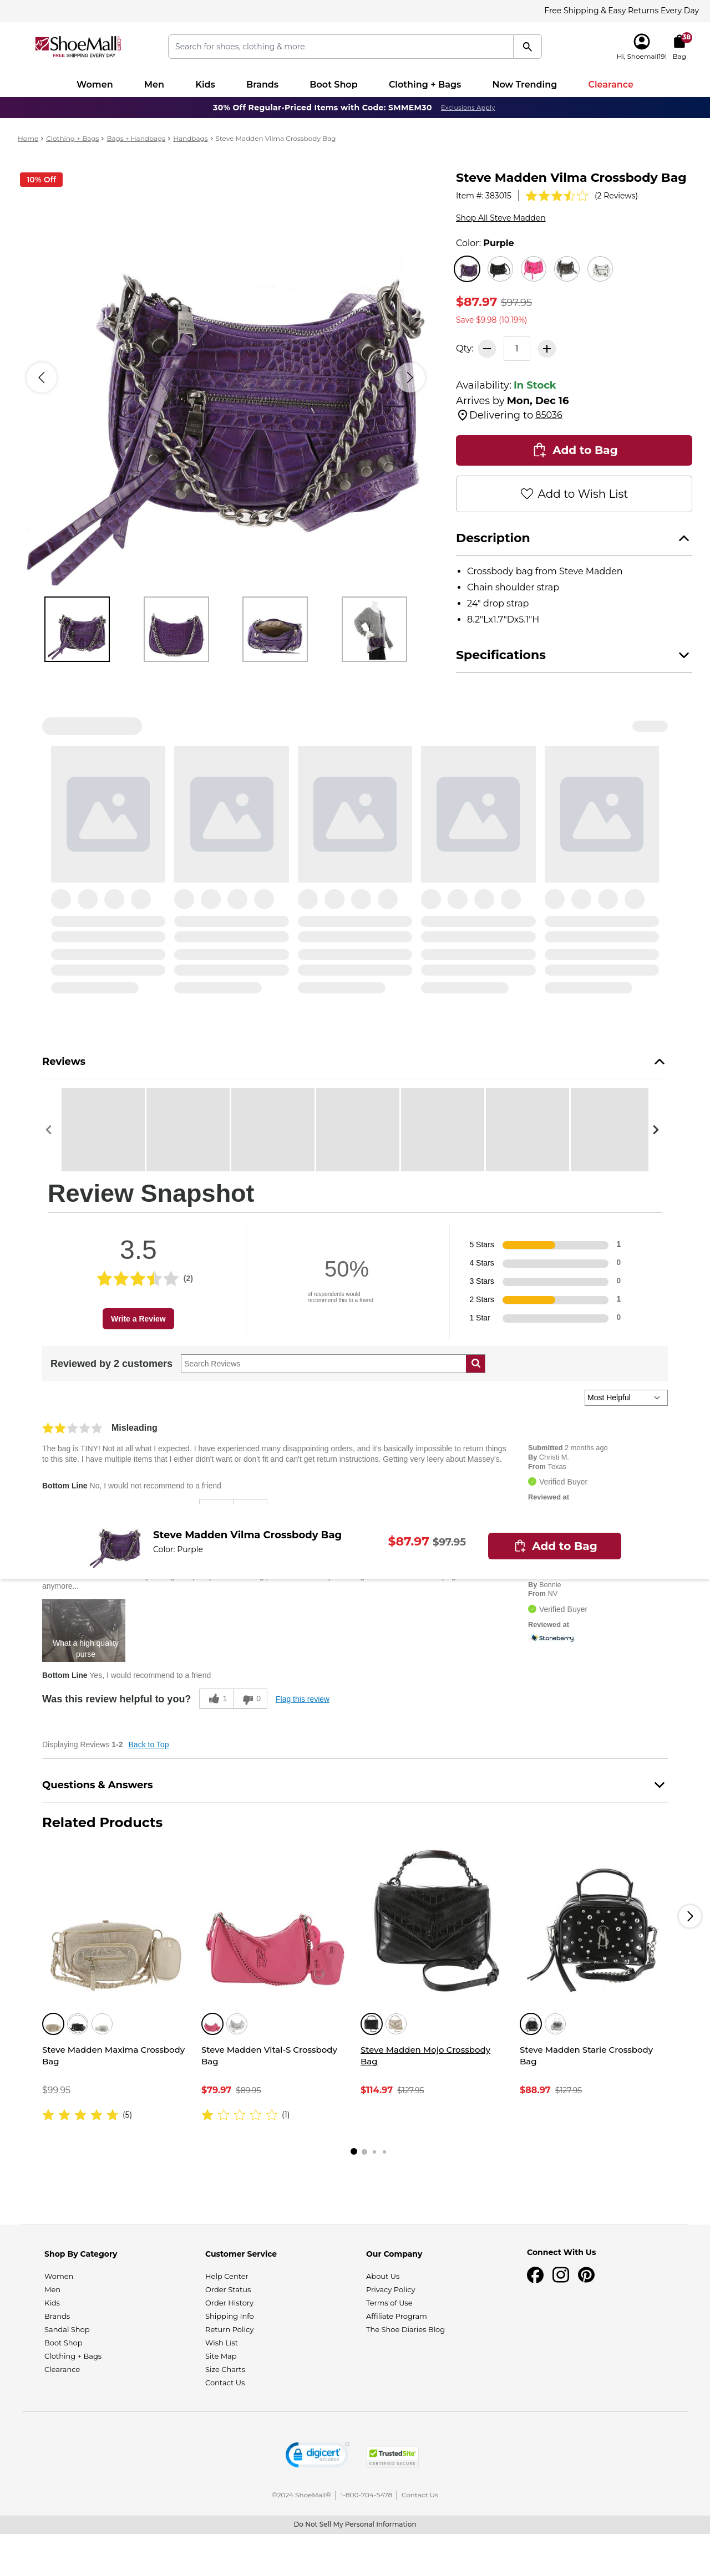 Free Shipping & Easy Returns Every Day
ShoeMall.com
FREE SHIPPING EVERY DAY
Search for shoes, clothing & more
Hi, Shoemall19!
38
Bag
Women Men Kids Brands Boot Shop Clothing + Bags Now Trending Clearance
30% Off Regular-Priced Items with Code: SMMEM30 Exclusions Apply
Home > Clothing + Bags > Bags + Handbags > Handbags > Steve Madden Vilma Crossbody Bag
10% Off
Steve Madden Vilma Crossbody Bag
Item #: 383015 (2 Reviews)
Shop All Steve Madden
Color: Purple
$87.97 $97.95
Save $9.98 (10.19%)
Qty: 1
Availability: In Stock
Arrives by Mon, Dec 16
Delivering to 85036
Add to Bag
Add to Wish List
Description
• Crossbody bag from Steve Madden
• Chain shoulder strap
• 24" drop strap
• 8.2"Lx1.7"Dx5.1"H
Specifications
Reviews
Review Snapshot
3.5
(2)
Write a Review
50%
of respondents would
recommend this to a friend
5 Stars 1
4 Stars 0
3 Stars 0
2 Stars 1
1 Star 0
Reviewed by 2 customers
Search Reviews
Most Helpful
Misleading
The bag is TINY! Not at all what I expected. I have experienced many disappointing orders, and it's basically impossible to return things
to this site. I have multiple items that I either didn't want or don't fit and can't get return instructions. Getting very leery about Massey's.
Bottom Line No, I would not recommend to a friend
Submitted 2 months ago
By Christi M.
From Texas
Verified Buyer
Reviewed at
Steve Madden Vilma Crossbody Bag
Color: Purple
$87.97 $97.95
Add to Bag
anymore...
What a high quality
purse
By Bonnie
From NV
Verified Buyer
Reviewed at
Stoneberry
Bottom Line Yes, I would recommend to a friend
Was this review helpful to you? 1 0 Flag this review
Displaying Reviews 1-2 Back to Top
Questions & Answers
Related Products
Steve Madden Maxima Crossbody
Bag
$99.95
(5)
Steve Madden Vital-S Crossbody
Bag
$79.97 $89.95
(1)
Steve Madden Mojo Crossbody
Bag
$114.97 $127.95
Steve Madden Starie Crossbody
Bag
$88.97 $127.95
Shop By Category
Women
Men
Kids
Brands
Sandal Shop
Boot Shop
Clothing + Bags
Clearance
Customer Service
Help Center
Order Status
Order History
Shipping Info
Return Policy
Wish List
Site Map
Size Charts
Contact Us
Our Company
About Us
Privacy Policy
Terms of Use
Affiliate Program
The Shoe Diaries Blog
Connect With Us
digicert
SECURED
TrustedSite
CERTIFIED SECURE
©2024 ShoeMall® | 1-800-704-5478 | Contact Us
Do Not Sell My Personal Information